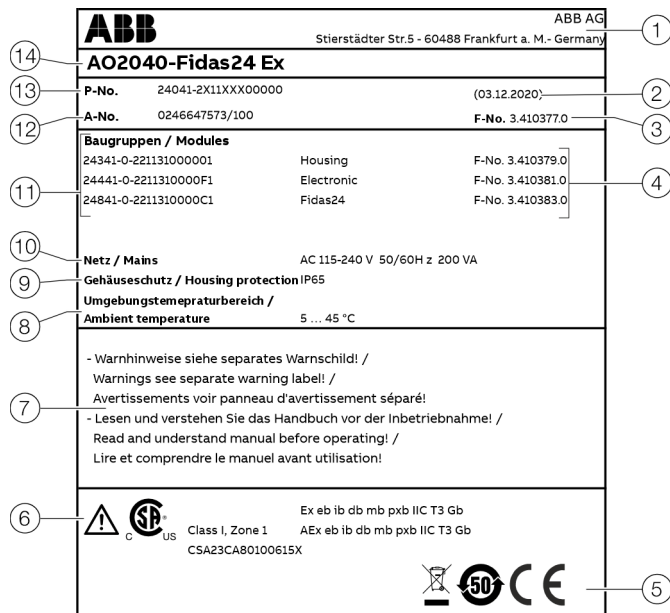 ABB
ABB AG
Stierstädter Str.5 - 60488 Frankfurt a. M.- Germany
1
14
AO2040-Fidas24 Ex
13
P-No. 24041-2X11XXX00000
(03.12.2020)
2
12
A-No. 0246647573/100
F-No. 3.410377.0
3
Baugruppen / Modules
24341-0-221131000001 Housing F-No. 3.410379.0
11
24441-0-2211310000F1 Electronic F-No. 3.410381.0
4
24841-0-2211310000C1 Fidas24 F-No. 3.410383.0
10
Netz / Mains AC 115-240 V 50/60H z 200 VA
9
Gehäuseschutz / Housing protection IP65
Umgebungstemepraturbereich /
8
Ambient temperature 5 ... 45 °C
- Warnhinweise siehe separates Warnschild! /
Warnings see separate warning label! /
Avertissements voir panneau d'avertissement séparé!
7
- Lesen und verstehen Sie das Handbuch vor der Inbetriebnahme! /
Read and understand manual before operating! /
Lire et comprendre le manuel avant utilisation!
6
C SA ® US
Ex eb ib db mb pxb IIC T3 Gb
Class I, Zone 1 AEx eb ib db mb pxb IIC T3 Gb
CSA23CA80100615X
50
CE
5